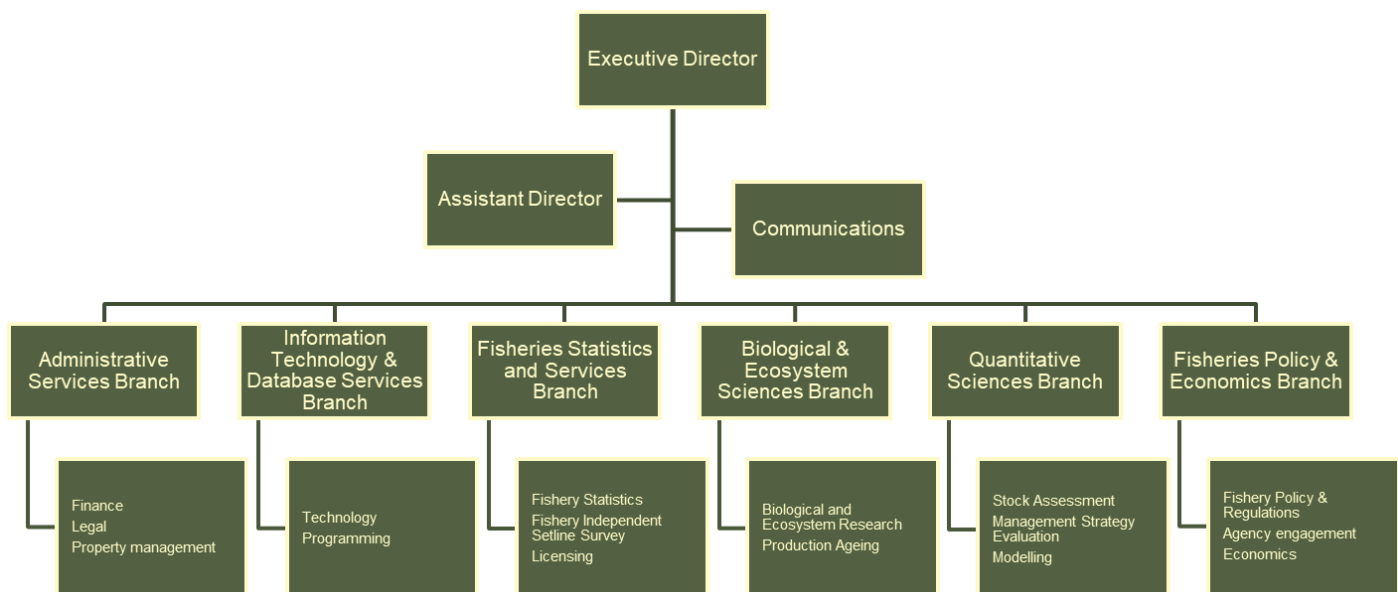 Executive Director
Assistant Director
Communications
Administrative
Services Branch
Information
Technology &
Database Services
Branch
Fisheries Statistics
and Services
Branch
Biological &
Ecosystem
Sciences Branch
Quantitative
Sciences Branch
Fisheries Policy &
Economics Branch
Finance
Legal
Property management
Technology
Programming
Fishery Statistics
Fishery Independent
Setline Survey
Licensing
Biological and
Ecosystem Research
Production Ageing
Stock Assessment
Management Strategy
Evaluation
Modelling
Fishery Policy &
Regulations
Agency engagement
Economics